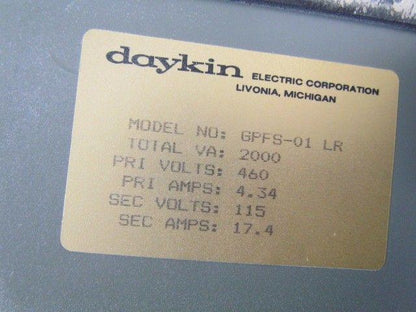 daykin ELECTRIC CORPORATION
LIVONIA, MICHIGAN
MODEL NO: GPFS-01 LR
TOTAL VA: 2000
PRI VOLTS: 460
PRI AMPS: 4.34
SEC VOLTS: 115
SEC AMPS: 17.4